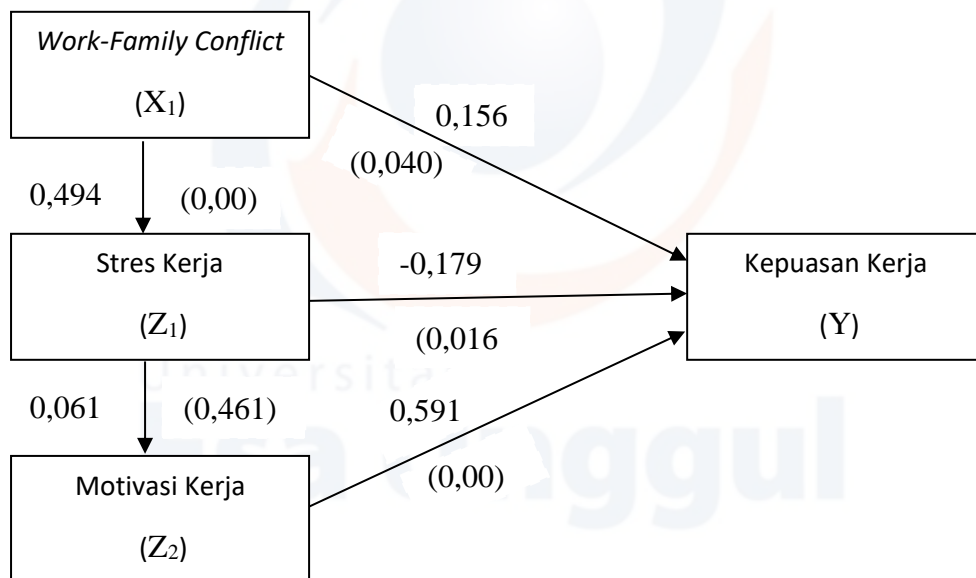 Work-Family Conflict
(X₁)
0,156
(0,040)
0,494 (0,00)
Stres Kerja
(Z₁)
-0,179
(0,016
Kepuasan Kerja
(Y)
0,061 (0,461)
0,591
(0,00)
Motivasi Kerja
(Z₂)